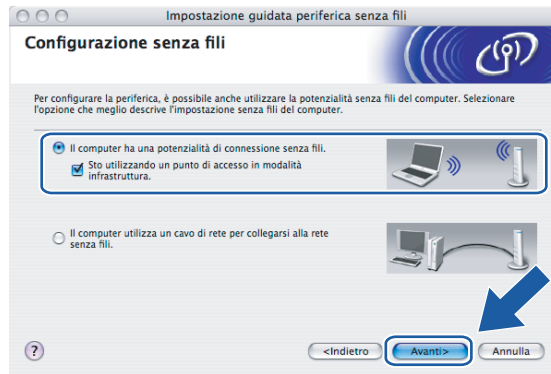 Impostazione guidata periferica senza fili
Configurazione senza fili
Per configurare la periferica, è possibile anche utilizzare la potenzialità senza fili del computer. Selezionare
l'opzione che meglio descrive l'impostazione senza fili del computer.
Il computer ha una potenzialità di connessione senza fili.
Sto utilizzando un punto di accesso in modalità
infrastruttura.
Il computer utilizza un cavo di rete per collegarsi alla rete
senza fili.
?
<Indietro
Avanti>
Annulla